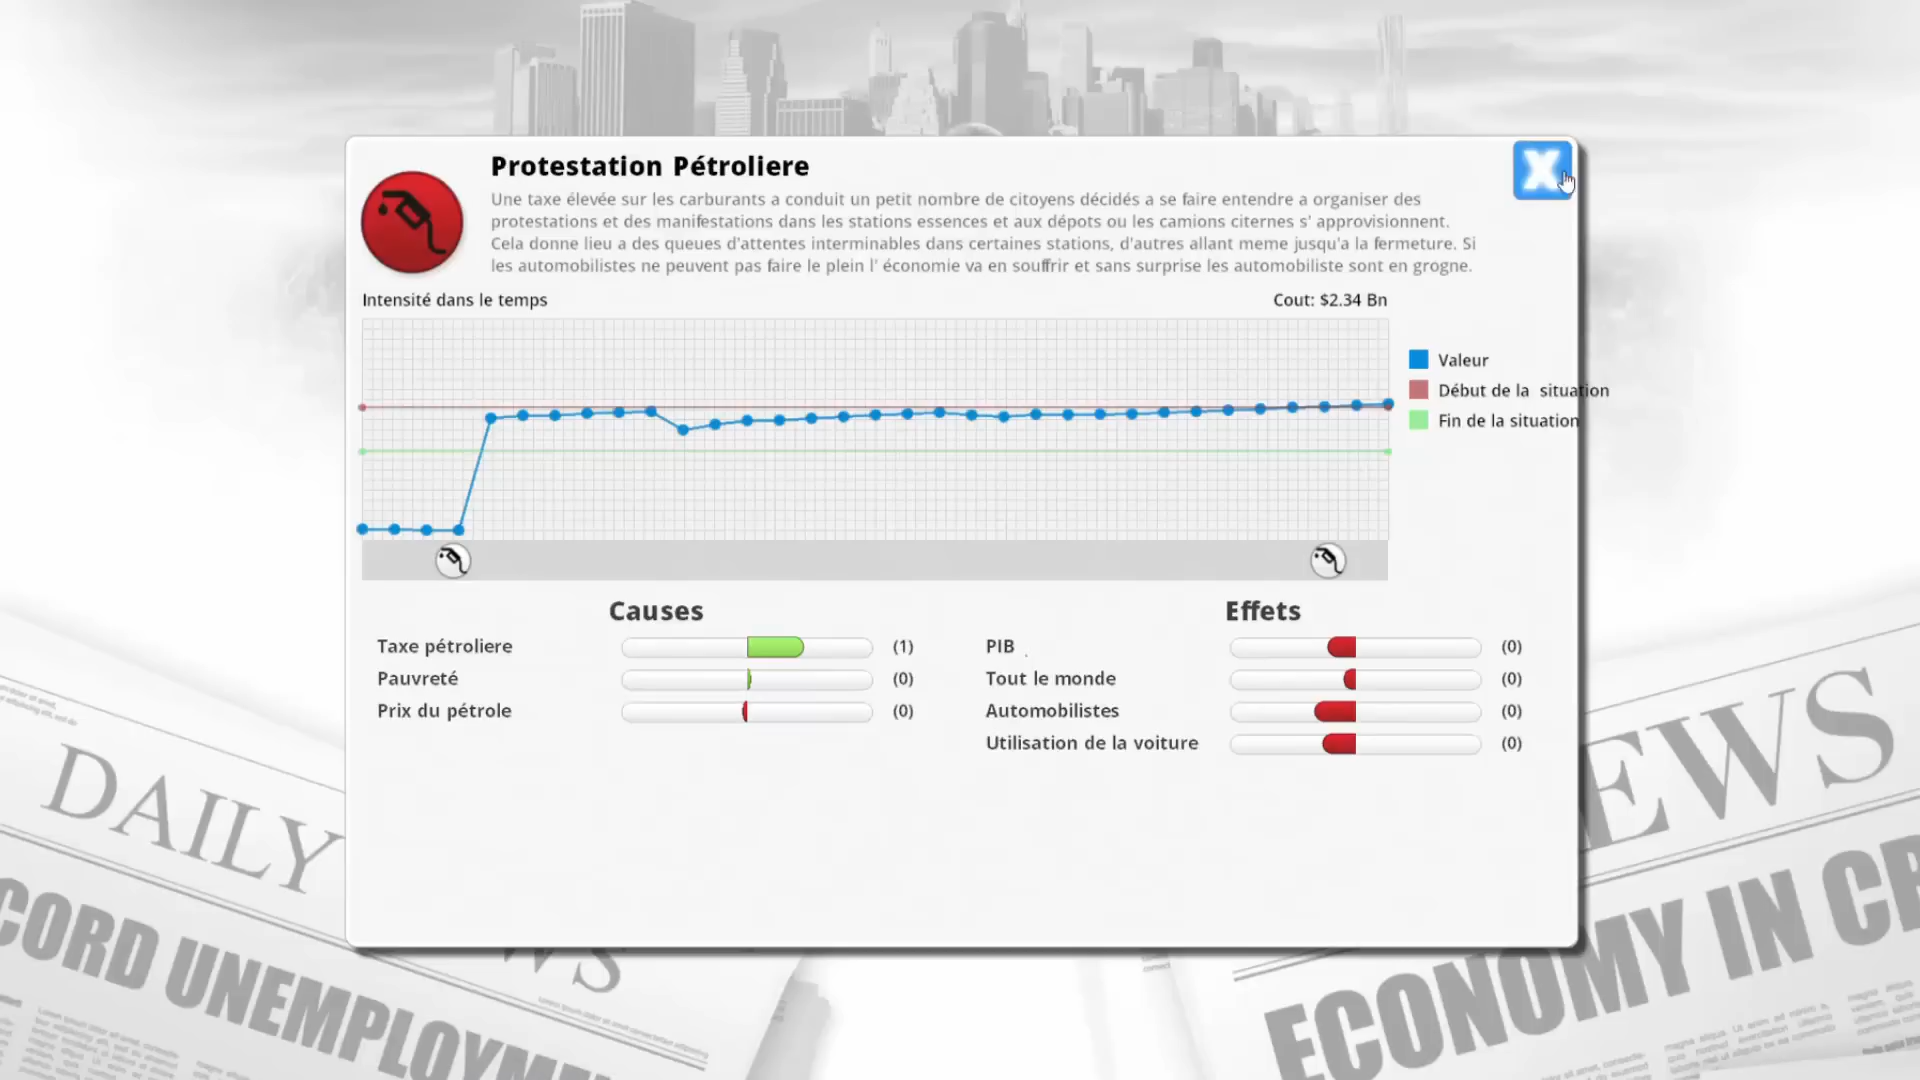 Protestation Pétroliere
X
Une taxe élevée sur les carburants a conduit un petit nombre de citoyens décidés a se faire entendre a organiser des
protestations et des manifestations dans les stations essences et aux dépots ou les camions citernes s' approvisionnent.
Cela donne lieu a des queues d'attentes interminables dans certaines stations, d'autres allant meme jusqu'a la fermeture. Si
les automobilistes ne peuvent pas faire le plein l' économie va en souffrir et sans surprise les automobiliste sont en grogne.
Intensité dans le temps
Cout: $2.34 Bn
Valeur
Début de la situation
Fin de la situation
Causes
Taxe pétroliere (1)
Pauvreté (0)
Prix du pétrole (0)
Effets
PIB (0)
Tout le monde (0)
Automobilistes (0)
Utilisation de la voiture (0)
DAILY
NEWS
CORD UNEMPLOYME
EWS
ECONOMY IN CR